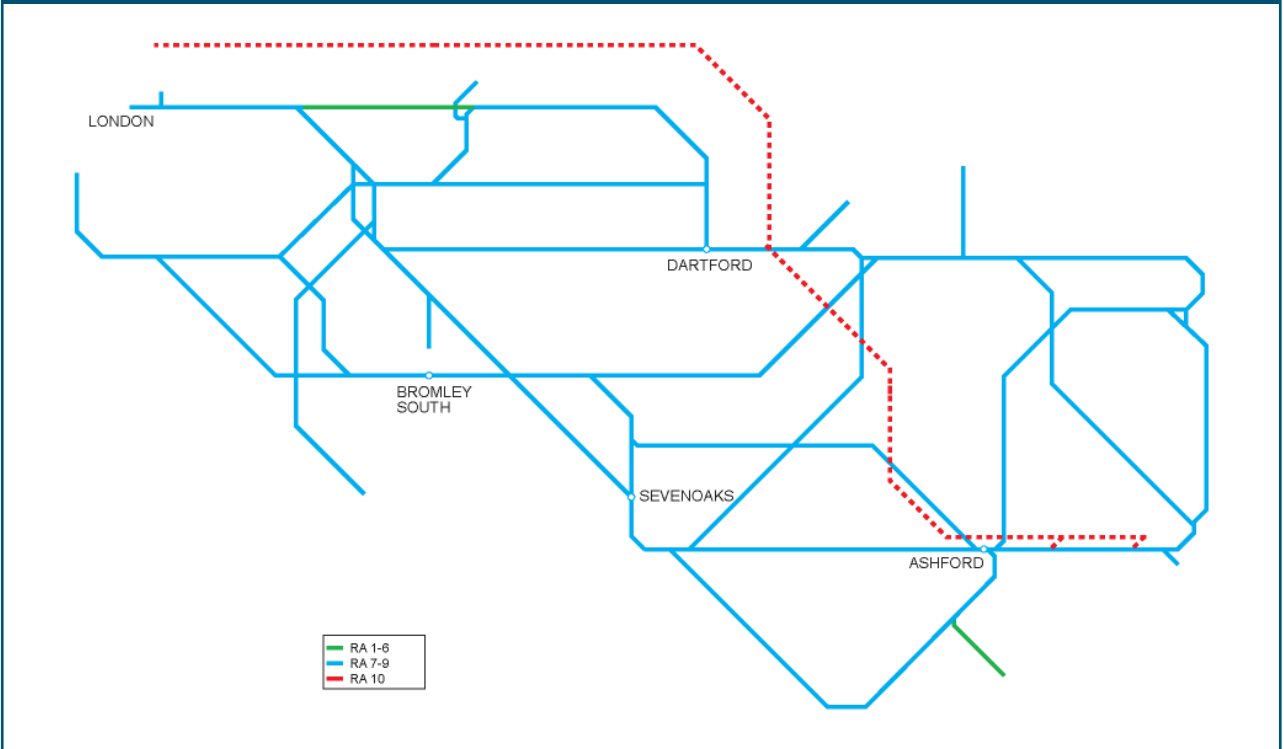 LONDON
DARTFORD
BROMLEY
SOUTH
SEVENOAKS
ASHFORD
RA 1-6
RA 7-9
RA 10